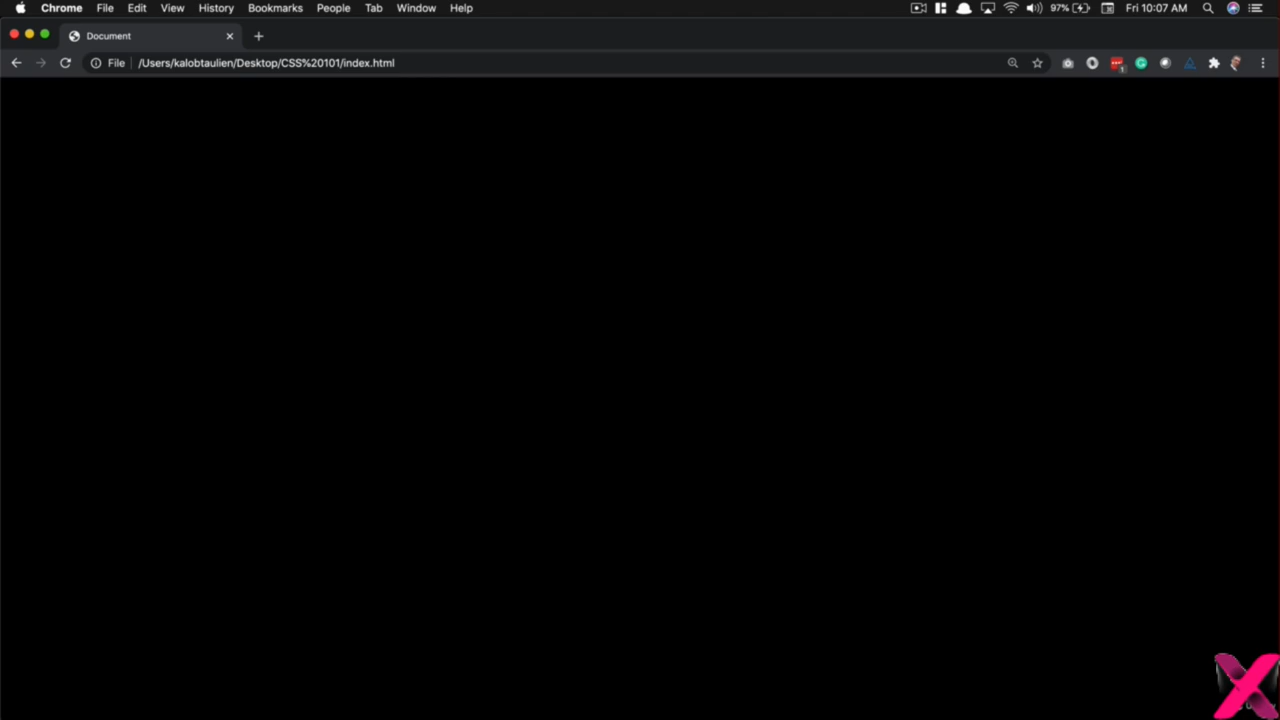 Chrome File Edit View History Bookmarks People Tab Window Help 97% Fri 10:07 AM
Document
File /Users/kalobtaulien/Desktop/CSS%20101/index.html
1